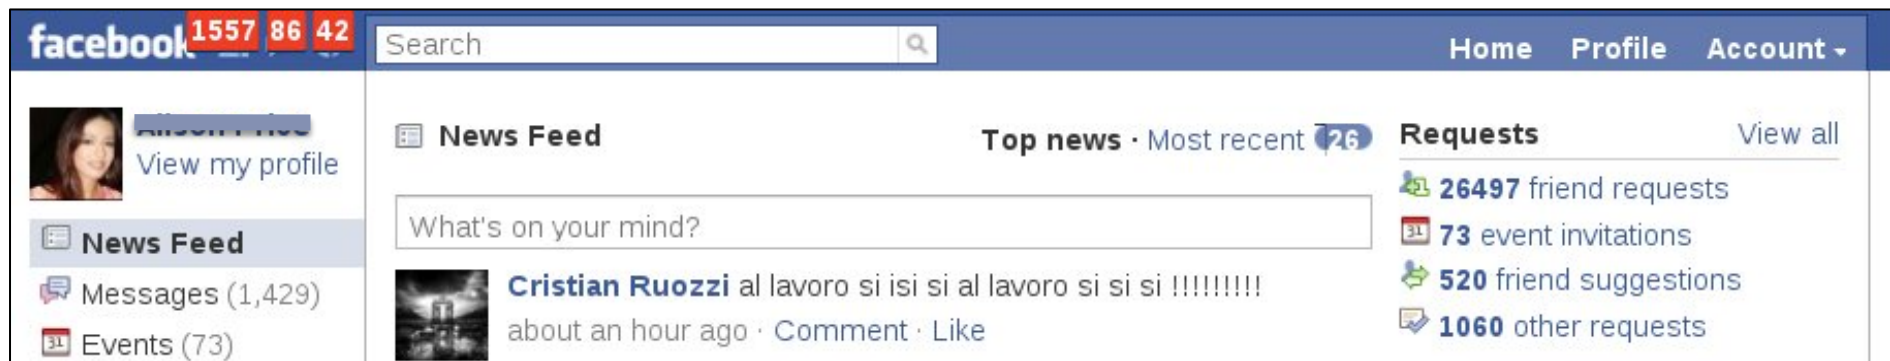 facebook 1557 86 42
Search
Home Profile Account
View my profile
News Feed
Messages (1,429)
31 Events (73)
News Feed
Top news · Most recent 26
What's on your mind?
Cristian Ruozzi al lavoro si isi si al lavoro si si si !!!!!!!!!
about an hour ago · Comment · Like
Requests View all
26497 friend requests
31 73 event invitations
520 friend suggestions
1060 other requests